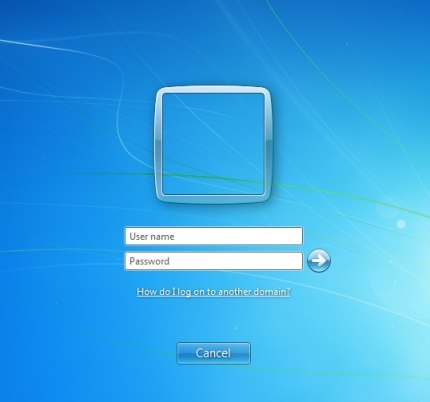 User name
Password
How do I log on to another domain?
Cancel